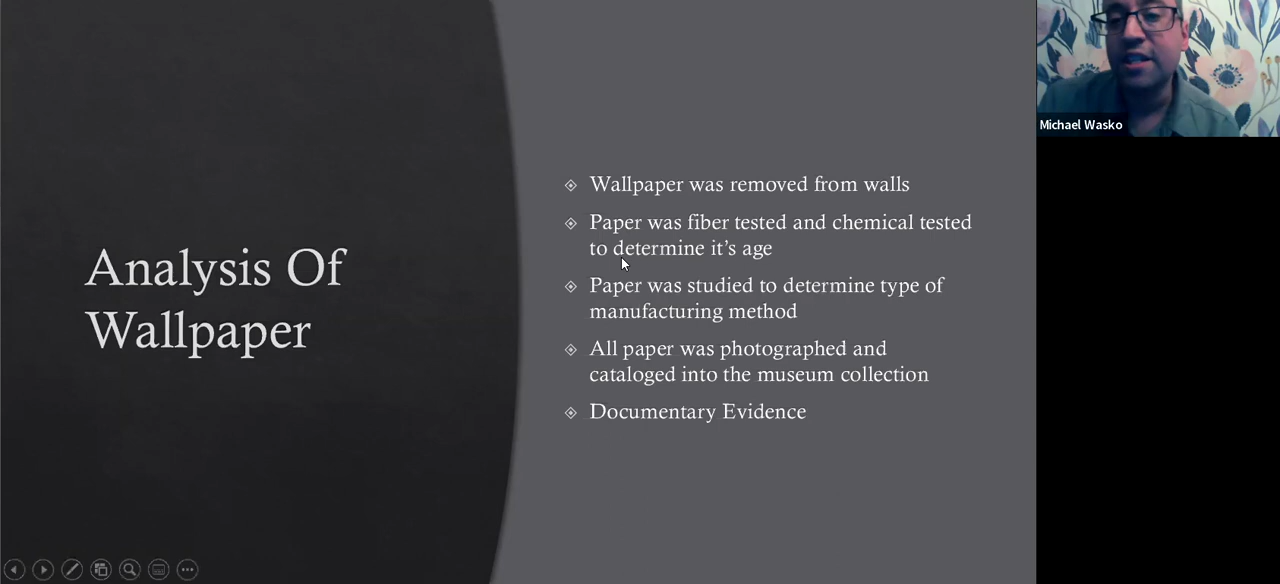 Analysis Of
Wallpaper
Wallpaper was removed from walls
Paper was fiber tested and chemical tested
to determine it's age
Paper was studied to determine type of
manufacturing method
All paper was photographed and
cataloged into the museum collection
Documentary Evidence
Michael Wasko